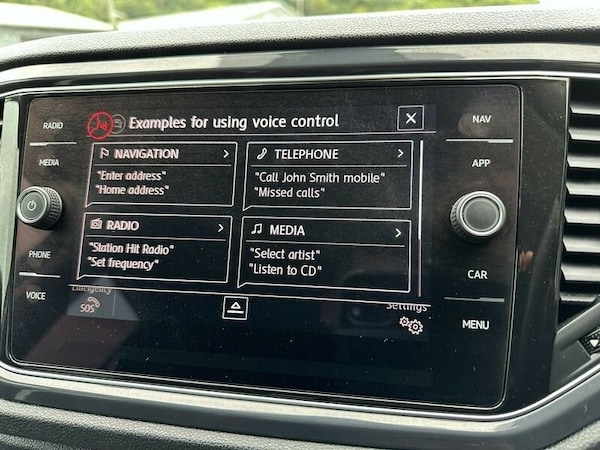 RADIO
MEDIA
PHONE
VOICE
Examples for using voice control
NAVIGATION
"Enter address"
"Home address"
TELEPHONE
"Call John Smith mobile"
"Missed calls"
RADIO
"Station Hit Radio"
"Set frequency"
MEDIA
"Select artist"
"Listen to CD"
Emergency
SOS
Settings
NAV
APP
CAR
MENU